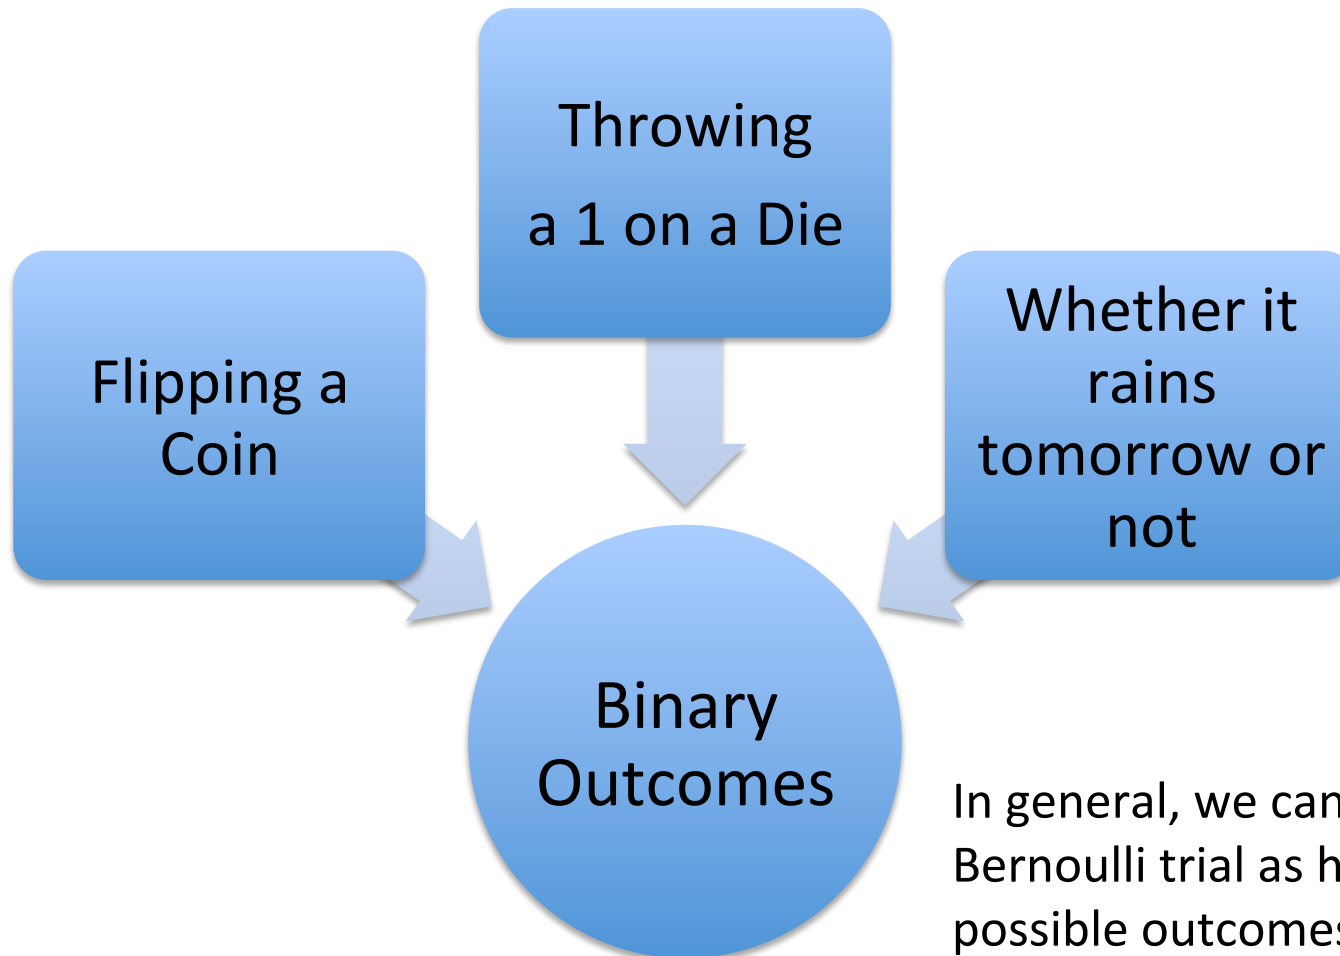 Throwing
a 1 on a Die
Flipping a
Coin
Whether it
rains
tomorrow or
not
Binary
Outcomes
In general, we can
Bernoulli trial as h
possible outcomes